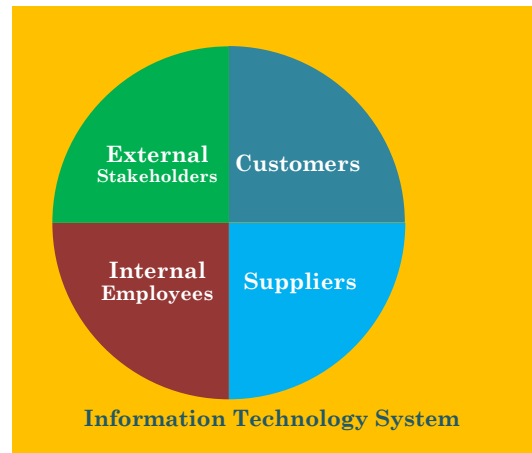 External
Stakeholders
Customers
Internal
Employees
Suppliers
Information Technology System